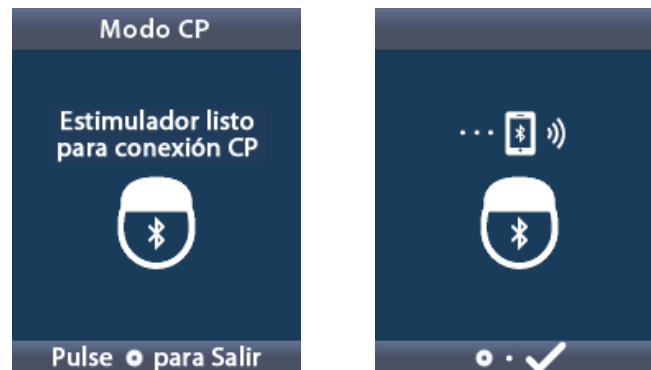 Modo CP
Estimulador listo
para conexión CP
Pulse para Salir